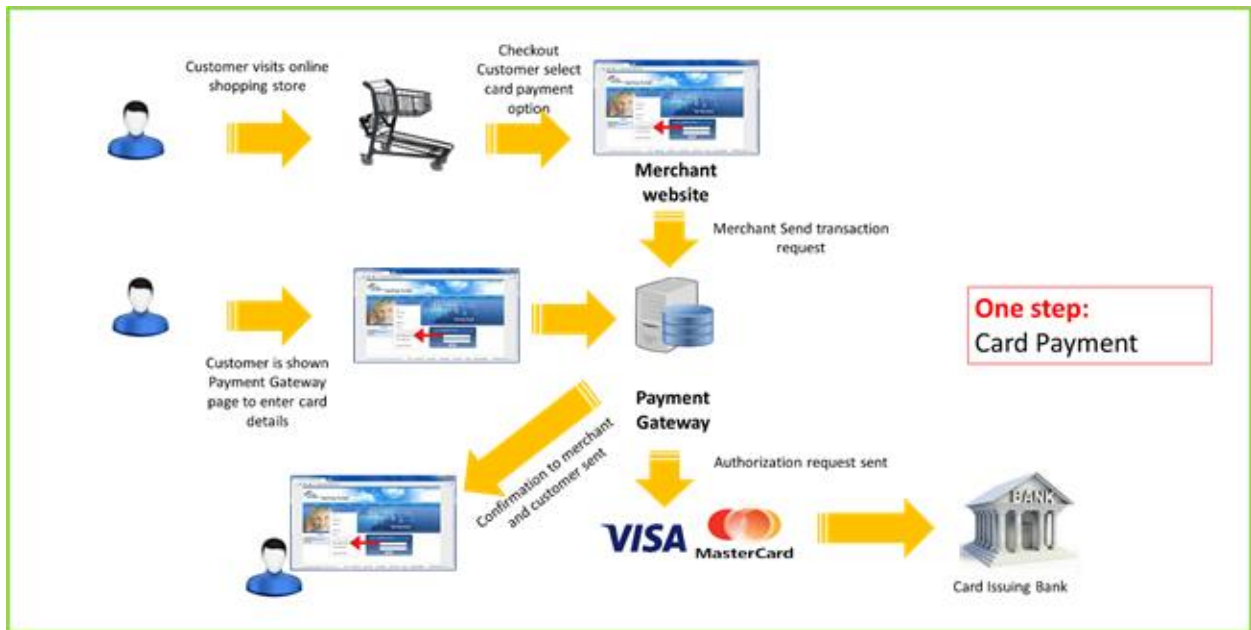 Customer visits online
shopping store
Checkout
Customer select
card payment
option
Merchant
website
Merchant Send transaction
request
One step:
Card Payment
Customer is shown
Payment Gateway
page to enter card
details
Payment
Gateway
Confirmation to merchant
and customer sent
Authorization request sent
VISA
MasterCard
BANK
Card Issuing Bank